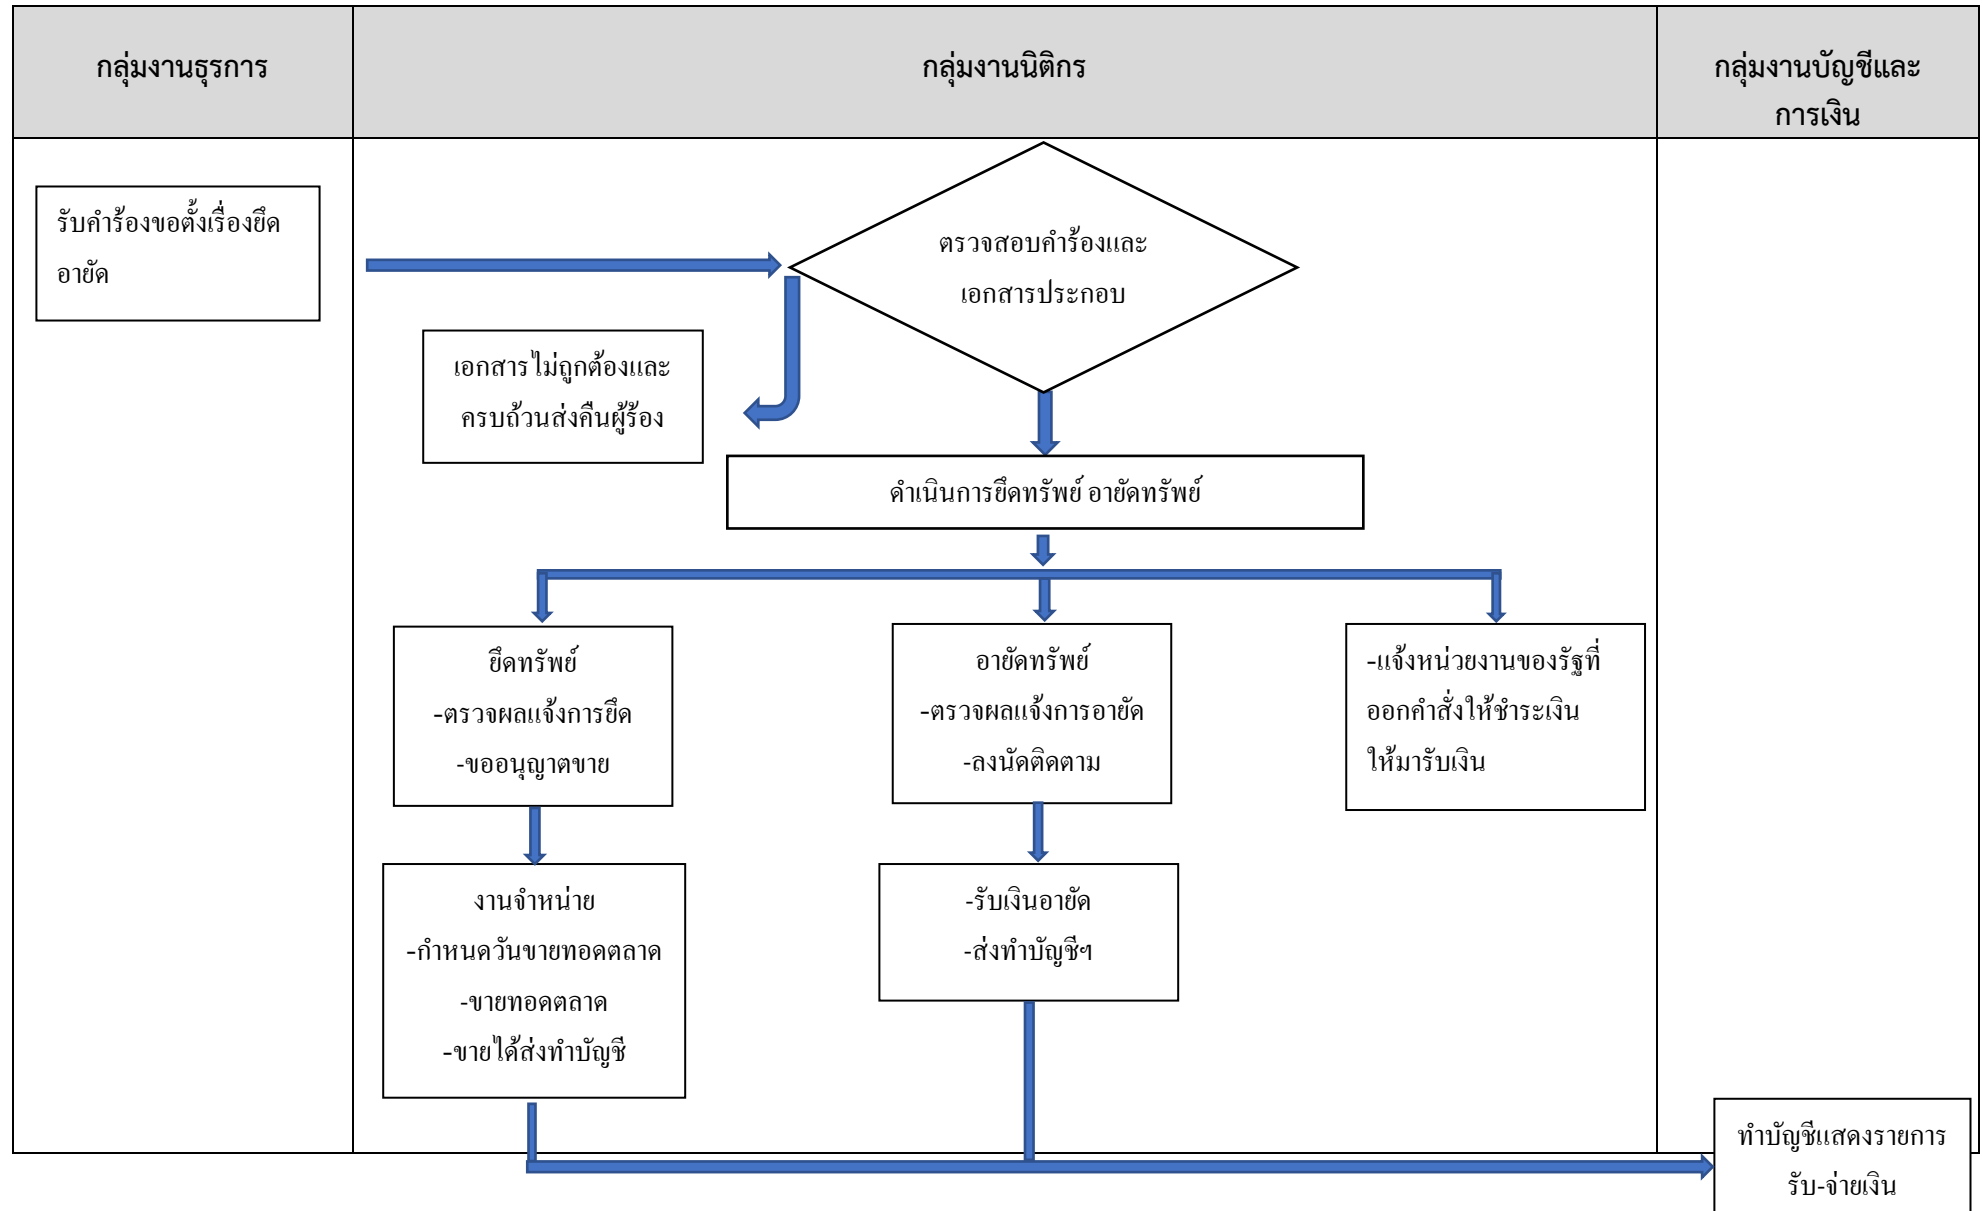 กลุ่มงานธุรการ
กลุ่มงานนิติกร
กลุ่มงานบัญชีและ
การเงิน
รับคำร้องขอตั้งเรื่องยึด
อายัด
ตรวจสอบคำร้องและ
เอกสารประกอบ
เอกสารไม่ถูกต้องและ
ครบถ้วนส่งคืนผู้ร้อง
ดำเนินการยึดทรัพย์ อายัดทรัพย์
ยึดทรัพย์
-ตรวจผลแจ้งการยึด
-ขออนุญาตขาย
อายัดทรัพย์
-ตรวจผลแจ้งการอายัด
-ลงนัดติดตาม
-แจ้งหน่วยงานของรัฐที่
ออกคำสั่งให้ชำระเงิน
ให้มารับเงิน
งานจำหน่าย
-กำหนดวันขายทอดตลาด
-ขายทอดตลาด
-ขายได้ส่งทำบัญชี
-รับเงินอายัด
-ส่งทำบัญชีฯ
ทำบัญชีแสดงรายการ
รับ-จ่ายเงิน